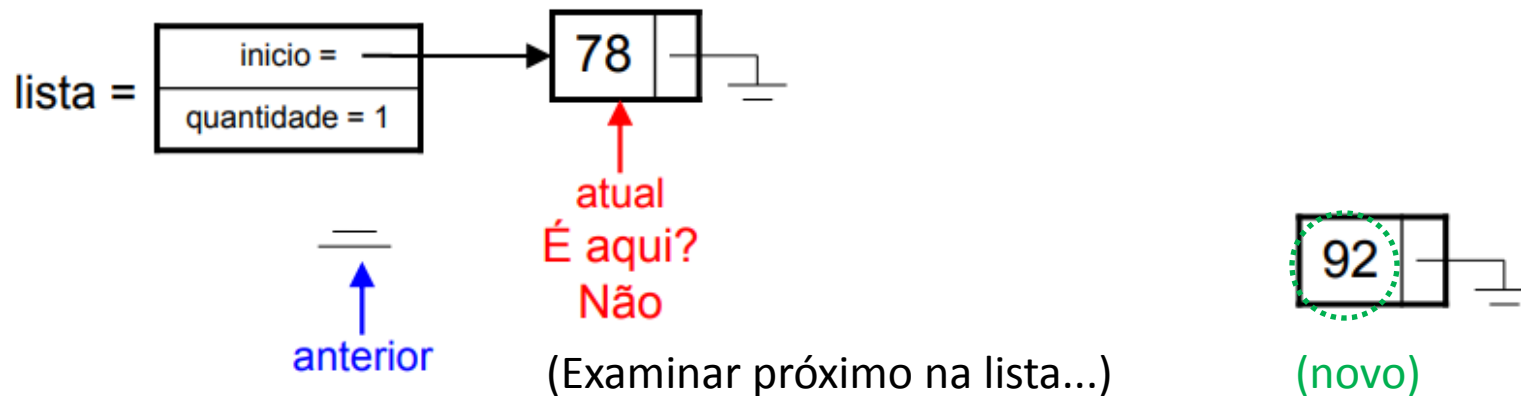 lista =
inicio =
quantidade = 1
78
atual
É aqui?
Não
anterior
(Examinar próximo na lista...)
92
(novo)